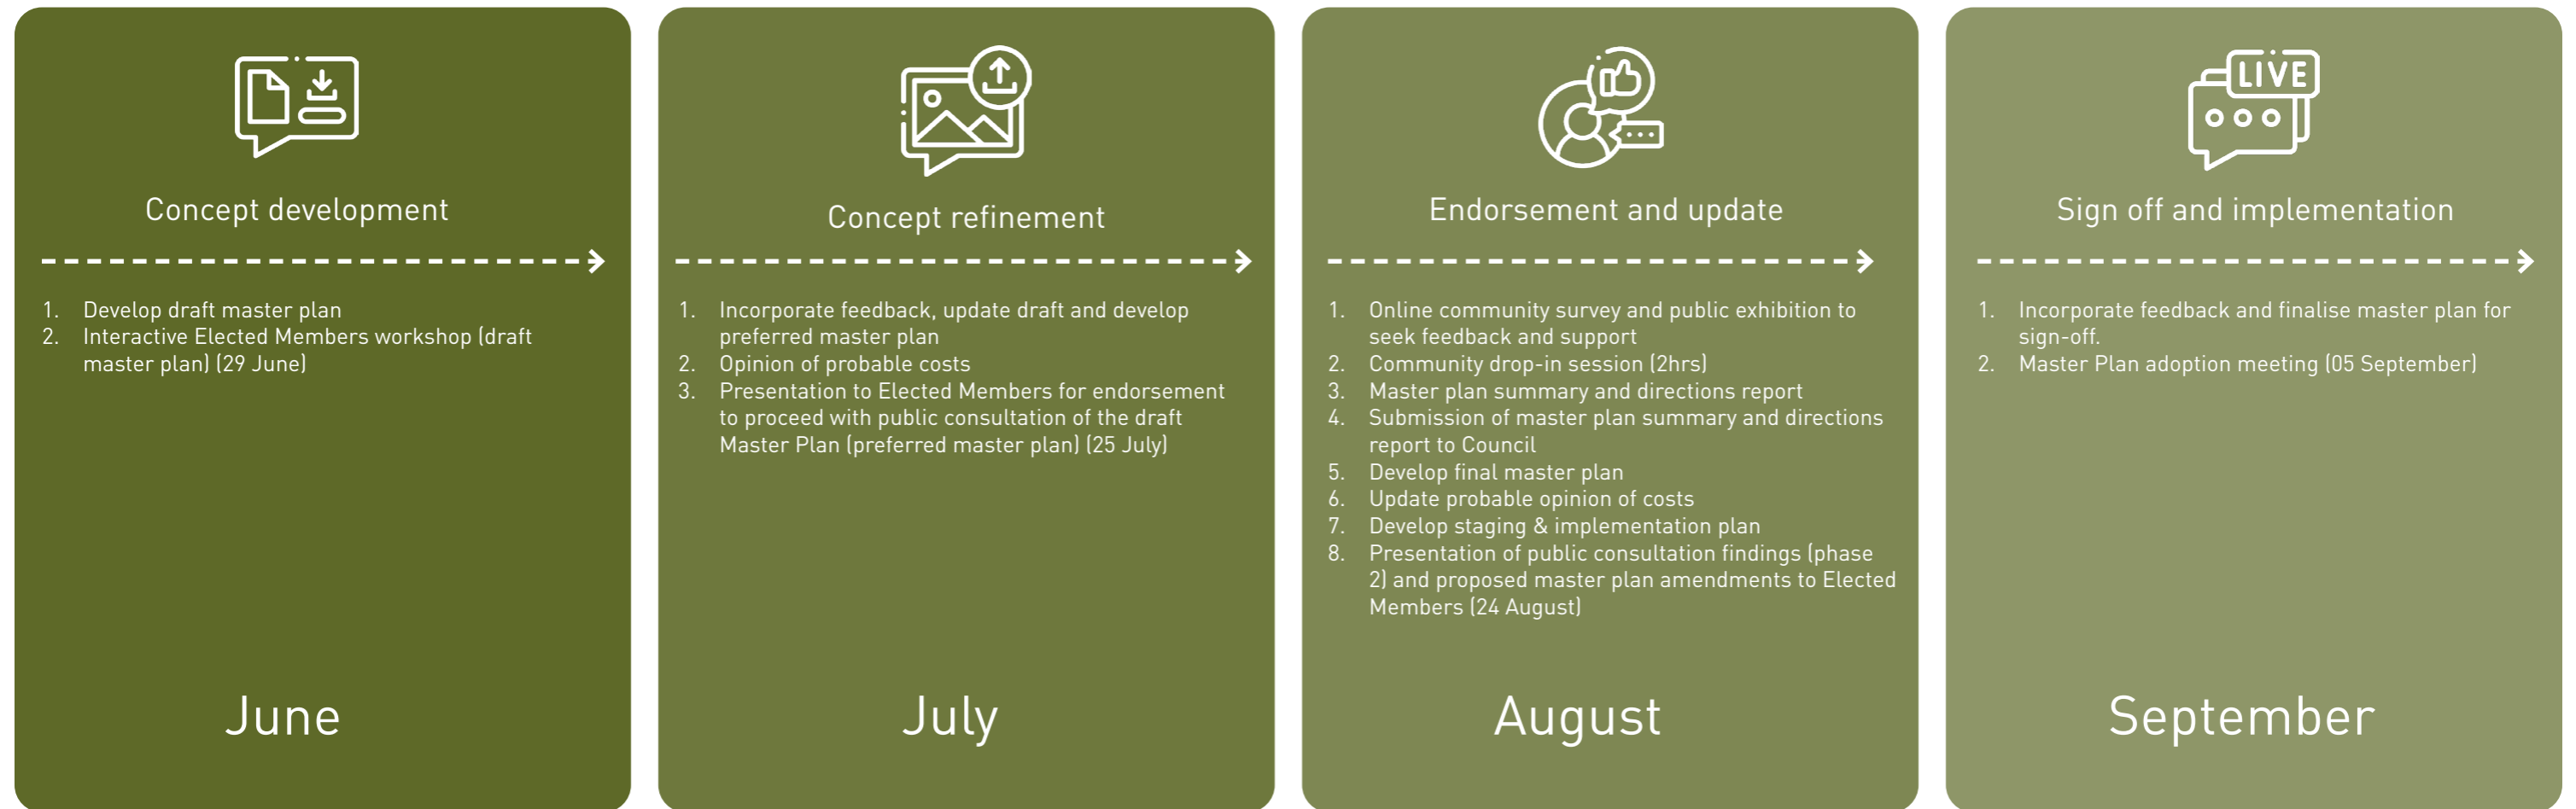 Concept development
1. Develop draft master plan
2. Interactive Elected Members workshop (draft
master plan) (29 June)
June
Concept refinement
1. Incorporate feedback, update draft and develop
preferred master plan
2. Opinion of probable costs
3. Presentation to Elected Members for endorsement
to proceed with public consultation of the draft
Master Plan (preferred master plan) (25 July)
July
Endorsement and update
1. Online community survey and public exhibition to
seek feedback and support
2. Community drop-in session (2hrs)
3. Master plan summary and directions report
4. Submission of master plan summary and directions
report to Council
5. Develop final master plan
6. Update probable opinion of costs
7. Develop staging & implementation plan
8. Presentation of public consultation findings (phase
2) and proposed master plan amendments to Elected
Members (24 August)
August
LIVE
Sign off and implementation
1. Incorporate feedback and finalise master plan for
sign-off.
2. Master Plan adoption meeting (05 September)
September